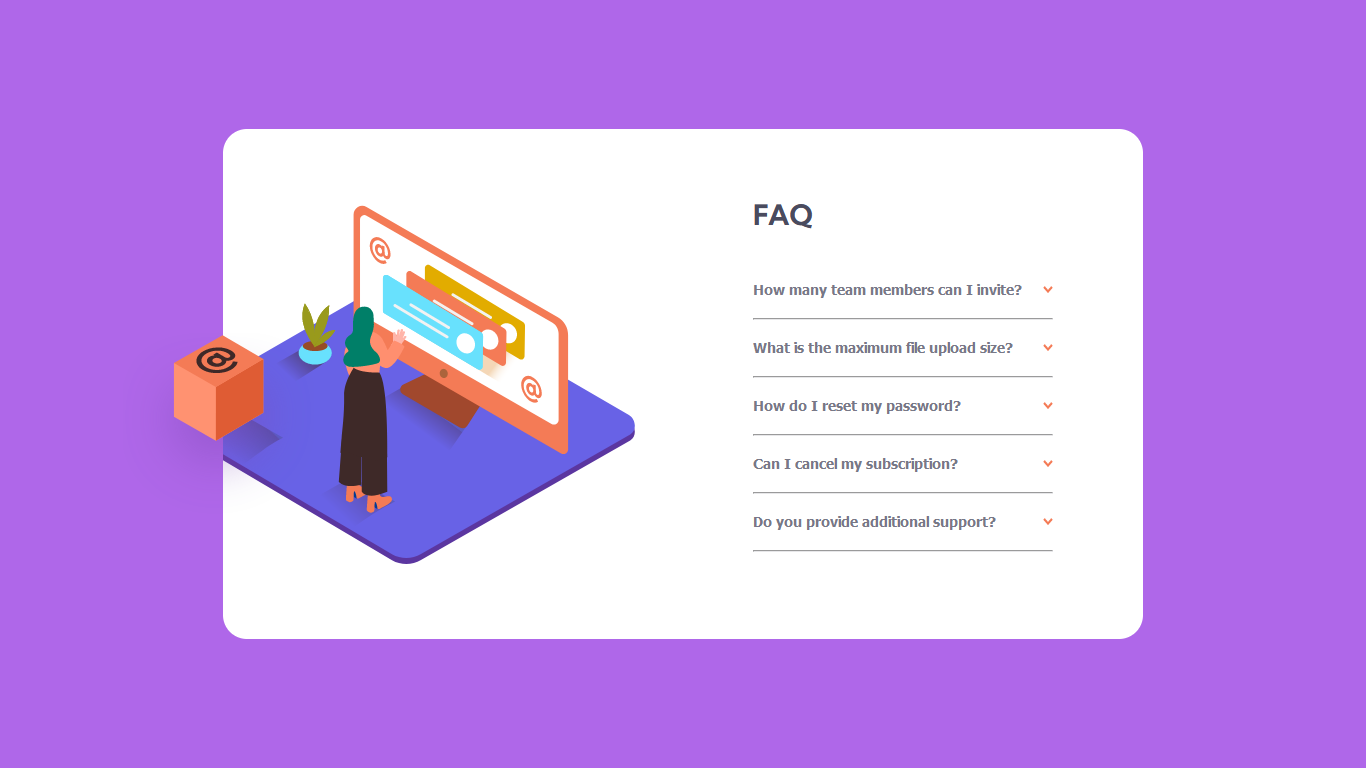 @
@
@
FAQ
How many team members can I invite?
What is the maximum file upload size?
How do I reset my password?
Can I cancel my subscription?
Do you provide additional support?